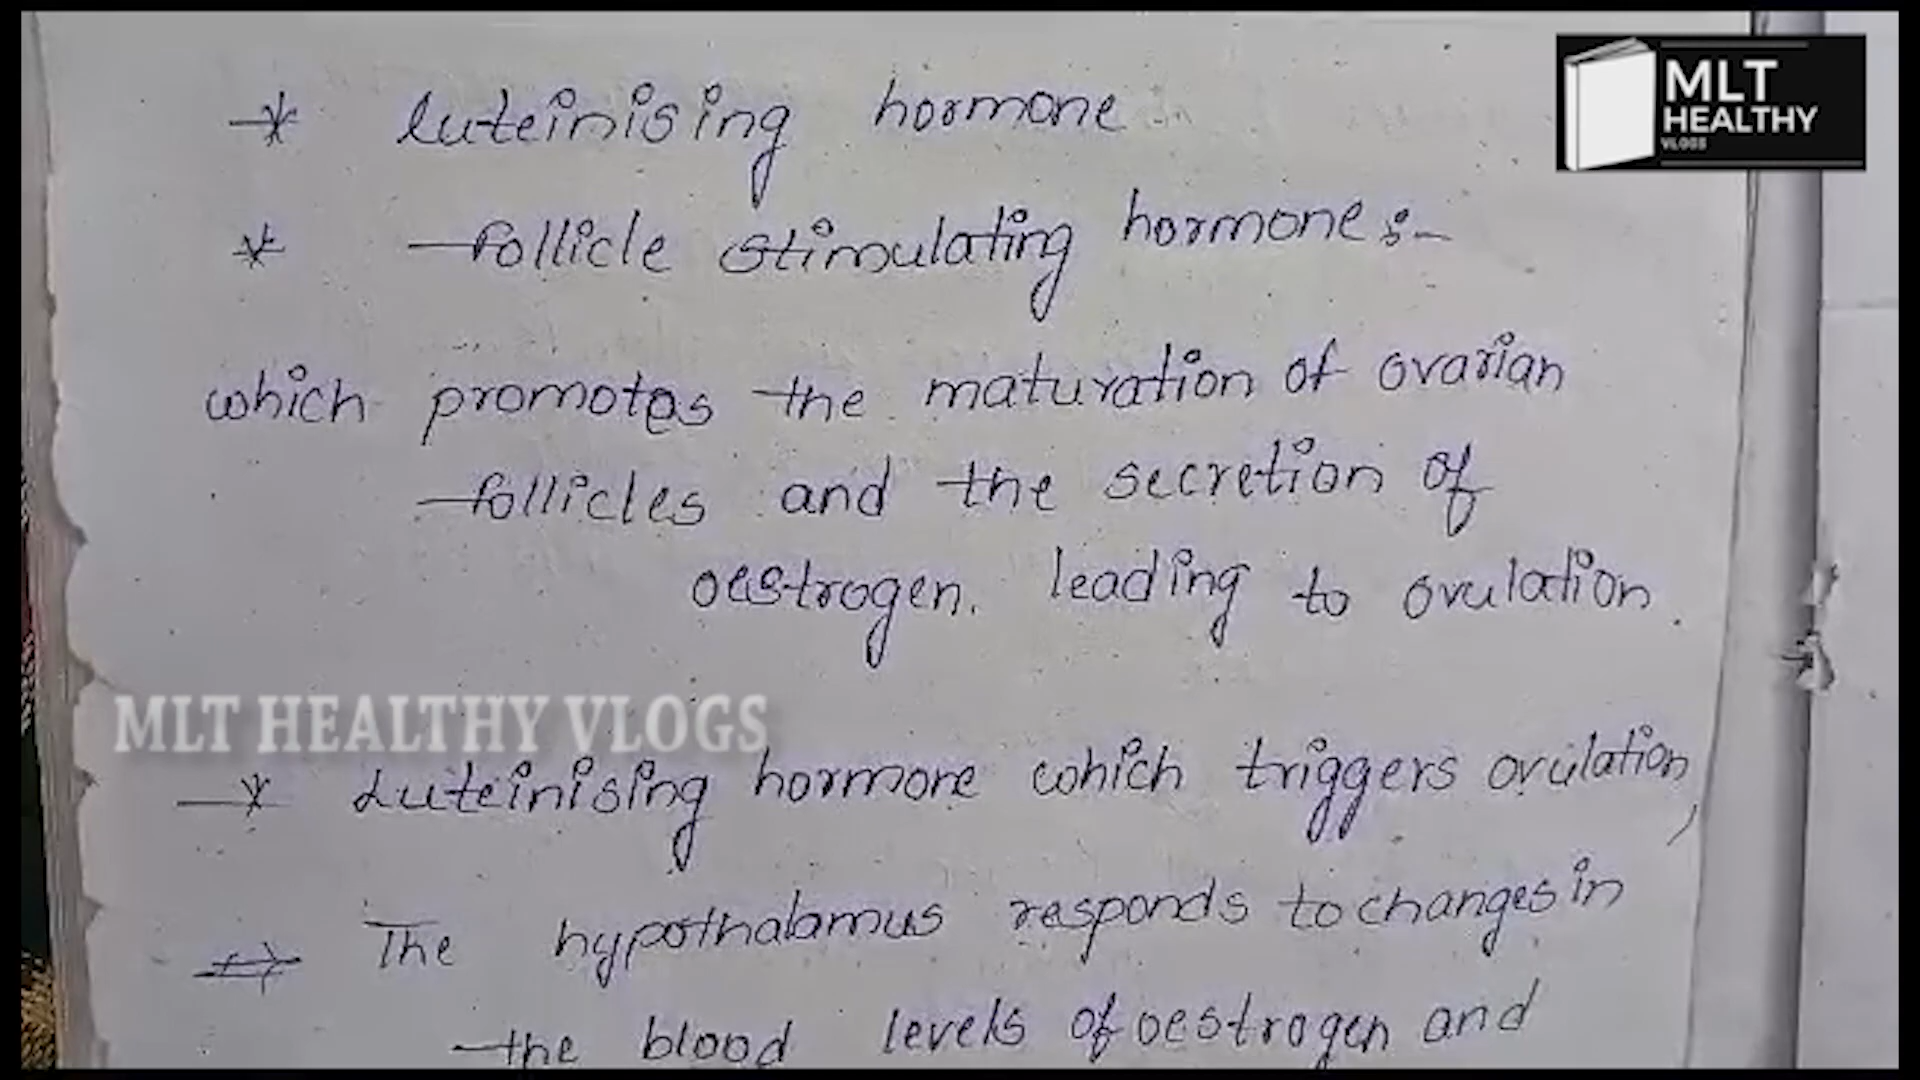 * luteinising hormone
* follicle stimulating hormone:-
which promotes the maturation of ovarian
follicles and the secretion of
oestrogen. leading to ovulation.
MLT HEALTHY VLOGS
* Luteinising hormore which triggers ovulation,
⇒ The hypothalamus responds to changes in
the blood levels of oestrogen and
MLT
HEALTHY
VLOGS